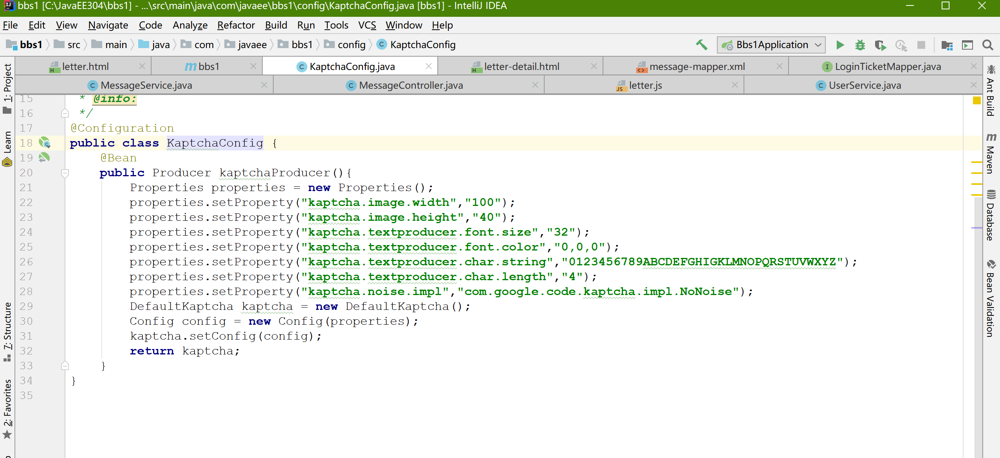 bbs1 [C:\JavaEE304\bbs1] - ...\src\main\java\com\javaee\bbs1\config\KaptchaConfig.java [bbs1] - IntelliJ IDEA
File Edit View Navigate Code Analyze Refactor Build Run Tools VCS Window Help
bbs1 src main java com javaee bbs1 config KaptchaConfig Bbs1Application
letter.html bbs1 KaptchaConfig.java letter-detail.html message-mapper.xml LoginTicketMapper.java
MessageService.java MessageController.java letter.js UserService.java
15 * @info:
16 */
17 @Configuration
18 public class KaptchaConfig {
19 @Bean
20 public Producer kaptchaProducer(){
21 Properties properties = new Properties();
22 properties.setProperty("kaptcha.image.width","100");
23 properties.setProperty("kaptcha.image.height","40");
24 properties.setProperty("kaptcha.textproducer.font.size","32");
25 properties.setProperty("kaptcha.textproducer.font.color","0,0,0");
26 properties.setProperty("kaptcha.textproducer.char.string","0123456789ABCDEFGHIGKLMNOPQRSTUVWXYZ");
27 properties.setProperty("kaptcha.textproducer.char.length","4");
28 properties.setProperty("kaptcha.noise.impl","com.google.code.kaptcha.impl.NoNoise");
29 DefaultKaptcha kaptcha = new DefaultKaptcha();
30 Config config = new Config(properties);
31 kaptcha.setConfig(config);
32 return kaptcha;
33 }
34 }
35
1: Project
Learn
7: Structure
2: Favorites
Ant Build
Maven
Database
Bean Validation